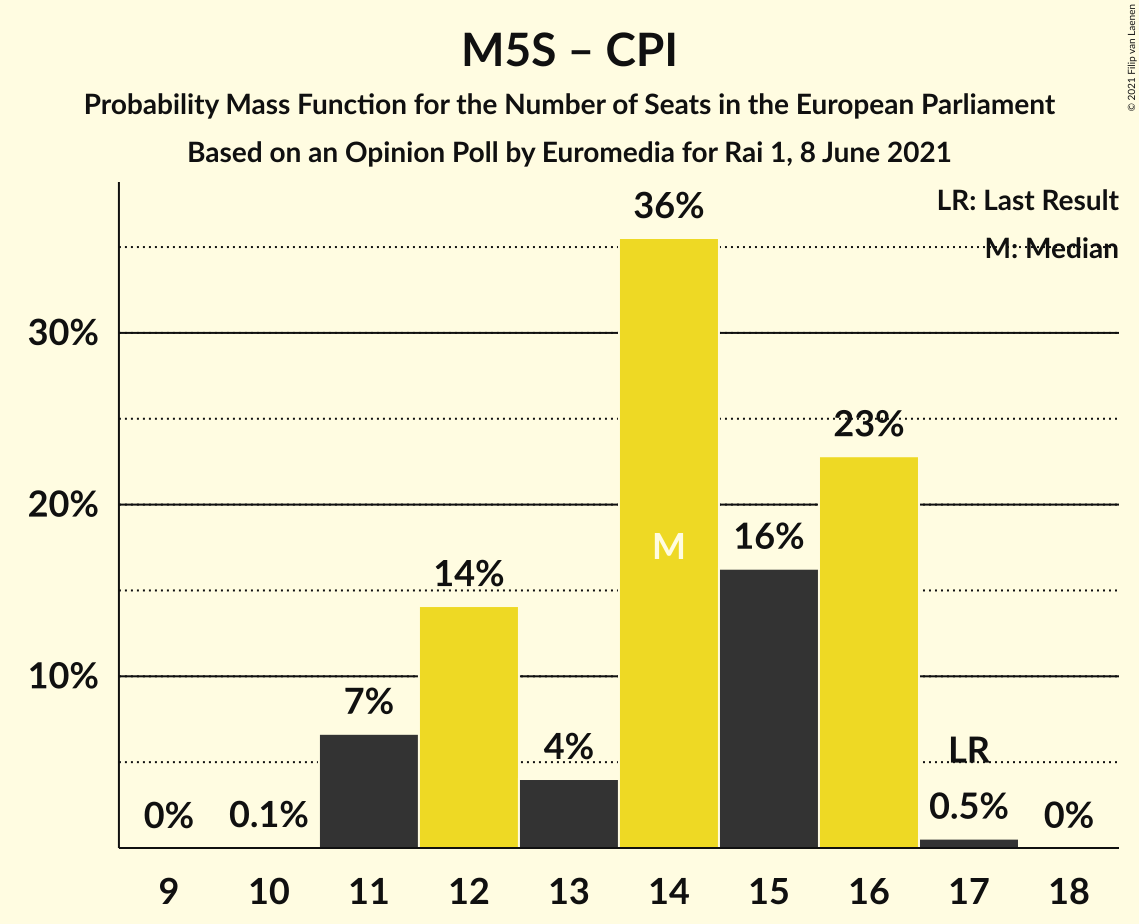 M5S – CPI
Probability Mass Function for the Number of Seats in the European Parliament
Based on an Opinion Poll by Euromedia for Rai 1, 8 June 2021
© 2021 Filip van Laenen
LR: Last Result
M: Median
30%
20%
10%
0%
0.1%
7%
14%
4%
36%
M
16%
23%
LR
0.5%
0%
9 10 11 12 13 14 15 16 17 18